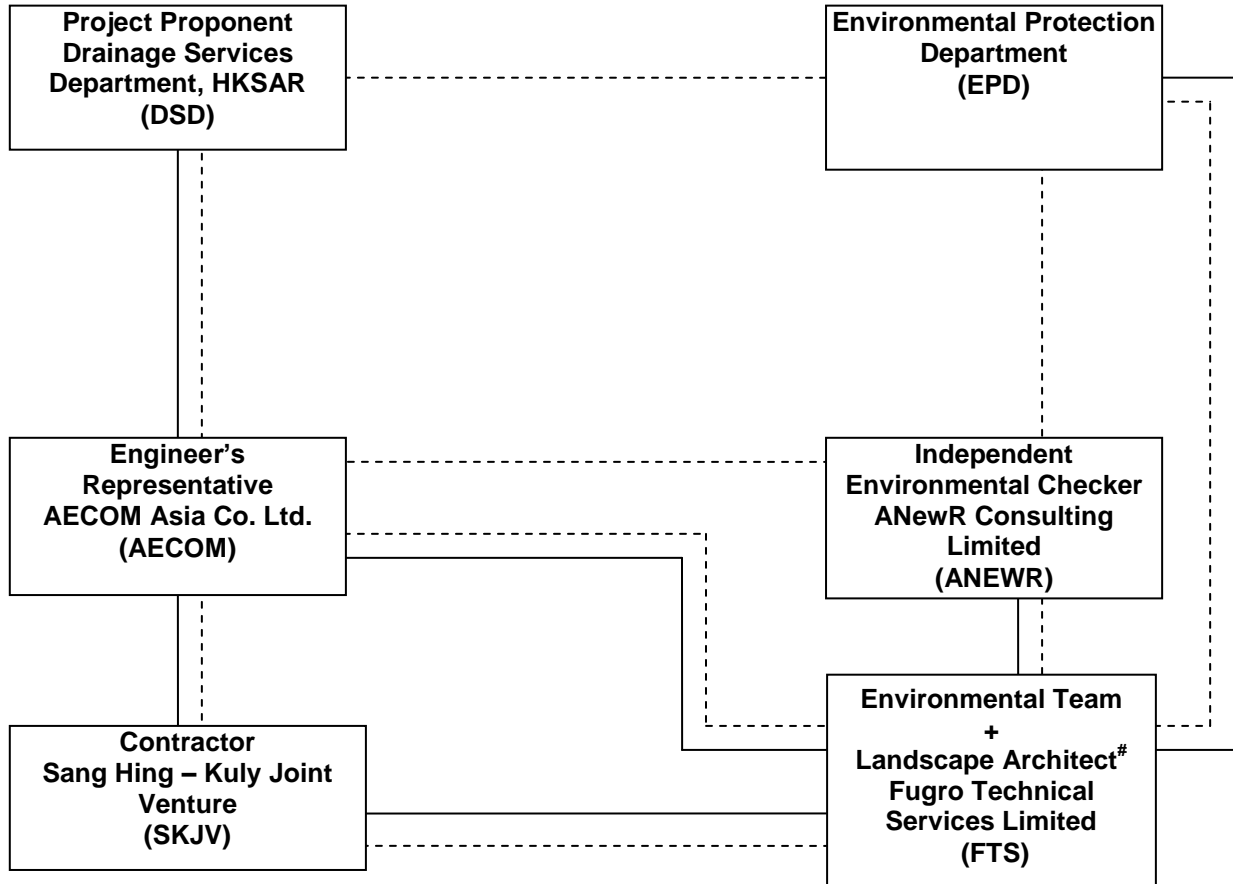 Project Proponent
Drainage Services
Department, HKSAR
(DSD)
Environmental Protection
Department
(EPD)
Engineer’s
Representative
AECOM Asia Co. Ltd.
(AECOM)
Independent
Environmental Checker
ANewR Consulting
Limited
(ANEWR)
Contractor
Sang Hing – Kuly Joint
Venture
(SKJV)
Environmental Team
+
Landscape Architect#
Fugro Technical
Services Limited
(FTS)